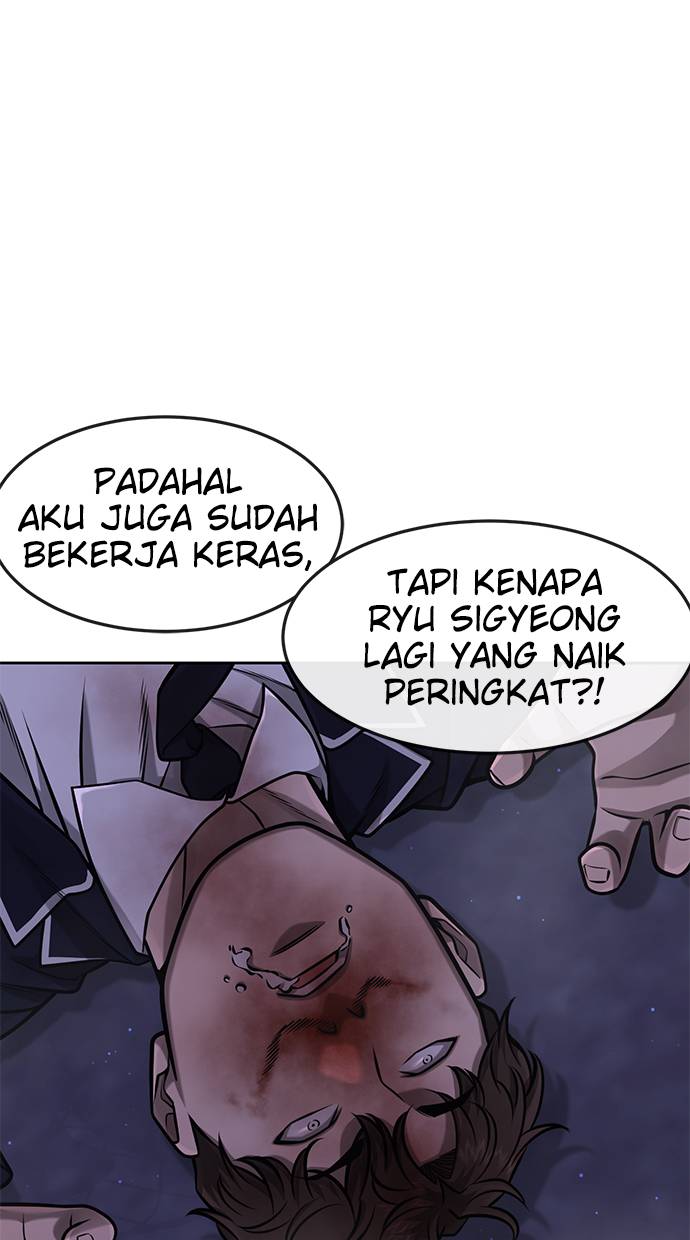 PADAHAL
AKU JUGA SUDAH
BEKERJA KERAS,
TAPI KENAPA
RYU SIGYEONG
LAGI YANG NAIK
PERINGKAT?!